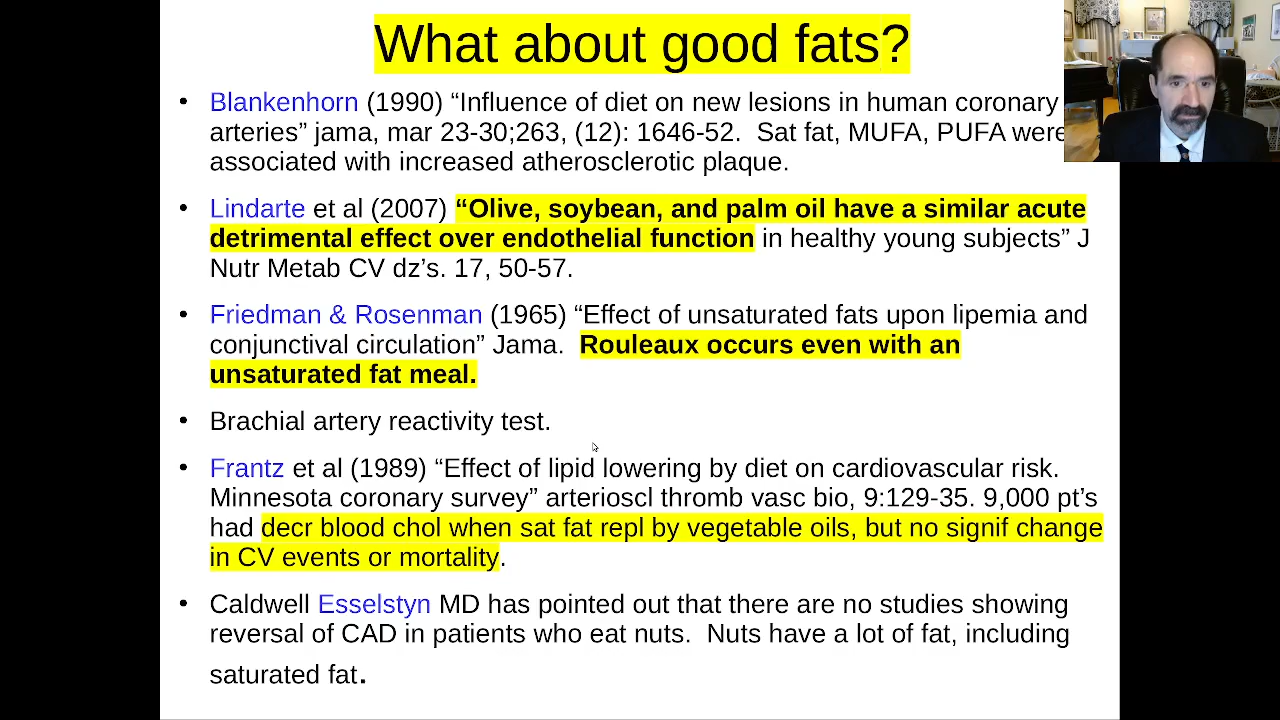 What about good fats?
• Blankenhorn (1990) “Influence of diet on new lesions in human coronary
arteries” jama, mar 23-30;263, (12): 1646-52.  Sat fat, MUFA, PUFA were
associated with increased atherosclerotic plaque.
• Lindarte et al (2007) “Olive, soybean, and palm oil have a similar acute
detrimental effect over endothelial function in healthy young subjects” J
Nutr Metab CV dz’s. 17, 50-57.
• Friedman & Rosenman (1965) “Effect of unsaturated fats upon lipemia and
conjunctival circulation” Jama.  Rouleaux occurs even with an
unsaturated fat meal.
• Brachial artery reactivity test.
• Frantz et al (1989) “Effect of lipid lowering by diet on cardiovascular risk.
Minnesota coronary survey” arterioscl thromb vasc bio, 9:129-35. 9,000 pt’s
had decr blood chol when sat fat repl by vegetable oils, but no signif change
in CV events or mortality.
• Caldwell Esselstyn MD has pointed out that there are no studies showing
reversal of CAD in patients who eat nuts.  Nuts have a lot of fat, including
saturated fat.